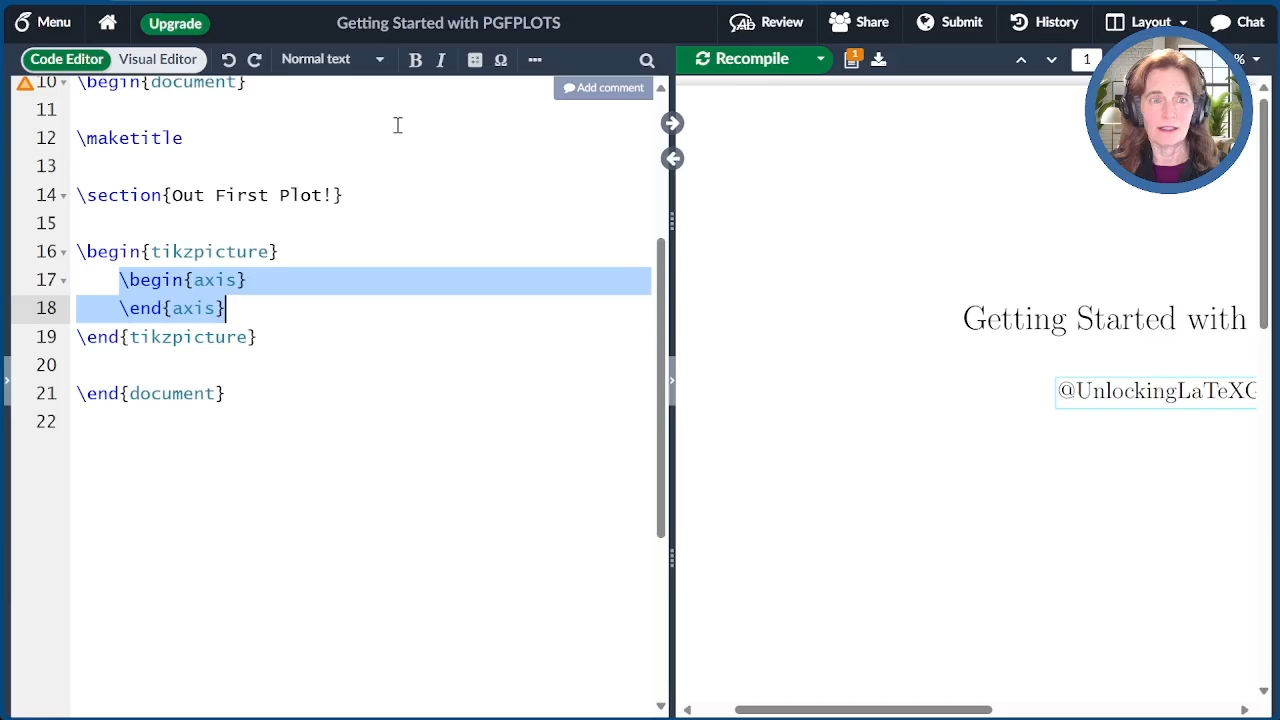 Menu
Upgrade
Getting Started with PGFPLOTS
Review
Share
Submit
History
Layout
Chat
Code Editor
Visual Editor
Normal text
B
I
Ω
Recompile
1
1
%
Add comment
10 \begin{document}
11
12 \maketitle
13
14 \section{Out First Plot!}
15
16 \begin{tikzpicture}
17 \begin{axis}
18 \end{axis}
19 \end{tikzpicture}
20
21 \end{document}
22
Getting Started with
@UnlockingLaTeX